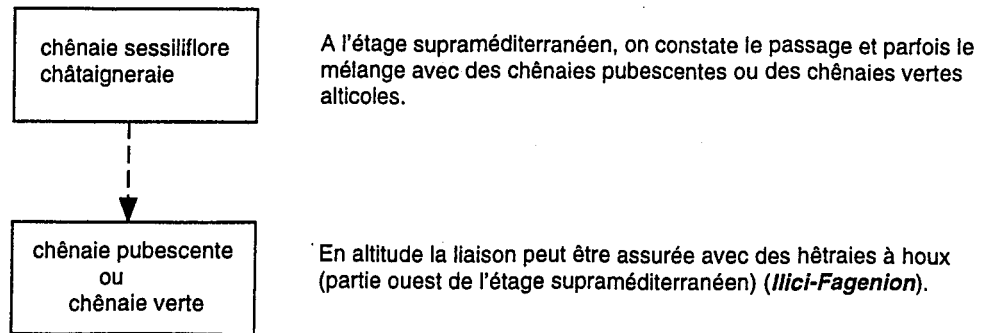 chênaie sessiliflore
châtaigneraie
A l'étage supraméditerranéen, on constate le passage et parfois le
mélange avec des chênaies pubescentes ou des chênaies vertes
alticoles.
chênaie pubescente
ou
chênaie verte
En altitude la liaison peut être assurée avec des hêtraies à houx
(partie ouest de l'étage supraméditerranéen) (Ilici-Fagenion).